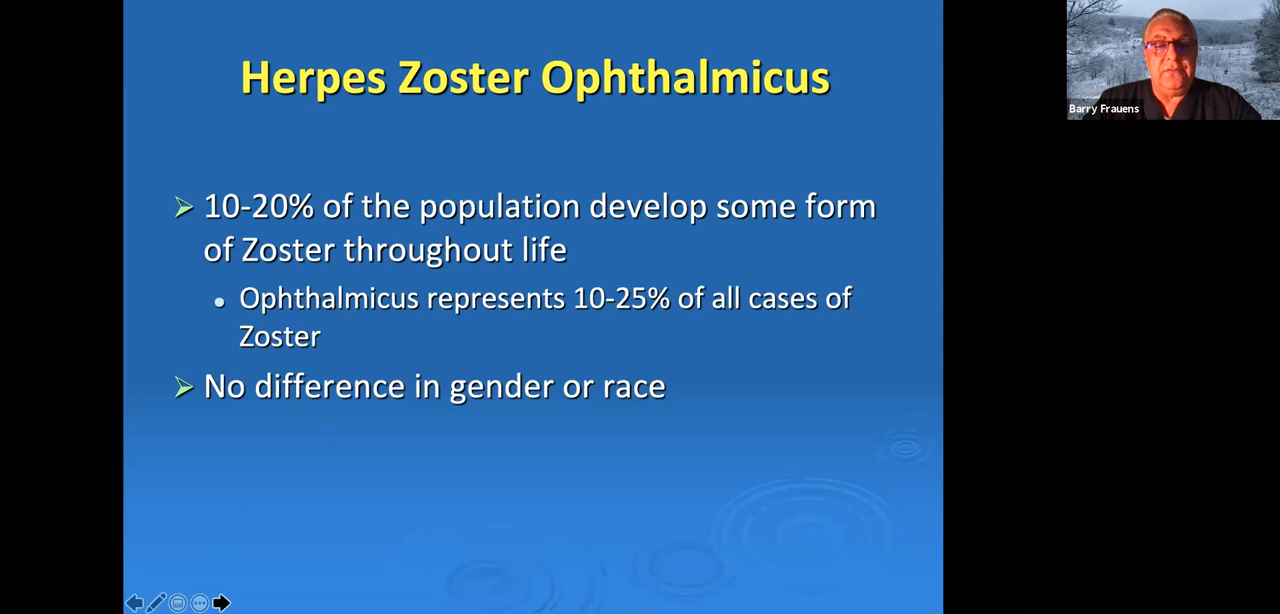 Herpes Zoster Ophthalmicus
10-20% of the population develop some form
of Zoster throughout life
Ophthalmicus represents 10-25% of all cases of
Zoster
No difference in gender or race
Barry Frauens